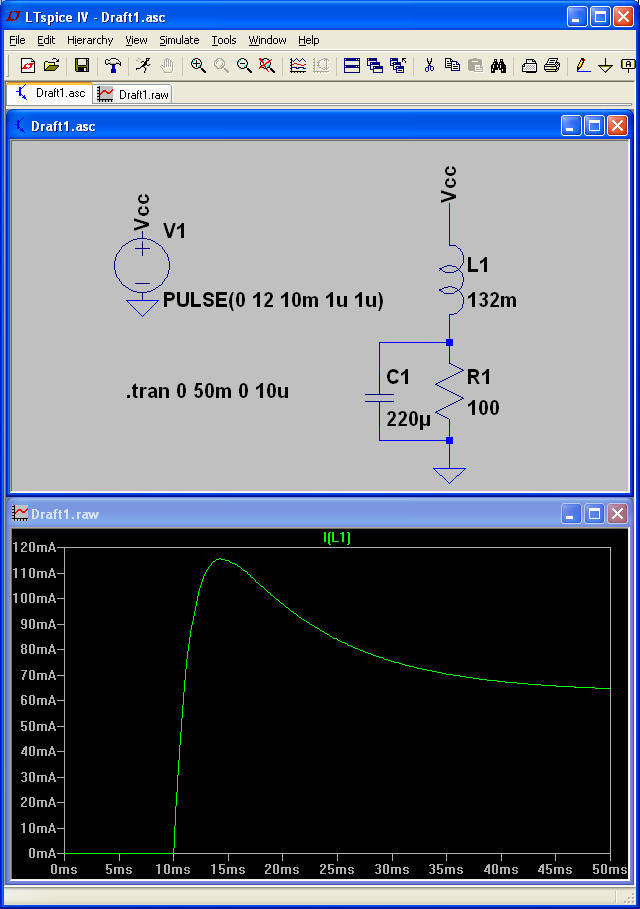 LTspice IV - Draft1.asc
File Edit Hierarchy View Simulate Tools Window Help
Draft1.asc Draft1.raw
Draft1.asc
Vcc
V1
PULSE(0 12 10m 1u 1u)
.tran 0 50m 0 10u
Vcc
L1
132m
C1
220µ
R1
100
Draft1.raw
I(L1)
120mA
110mA
100mA
90mA
80mA
70mA
60mA
50mA
40mA
30mA
20mA
10mA
0mA
0ms 5ms 10ms 15ms 20ms 25ms 30ms 35ms 40ms 45ms 50ms